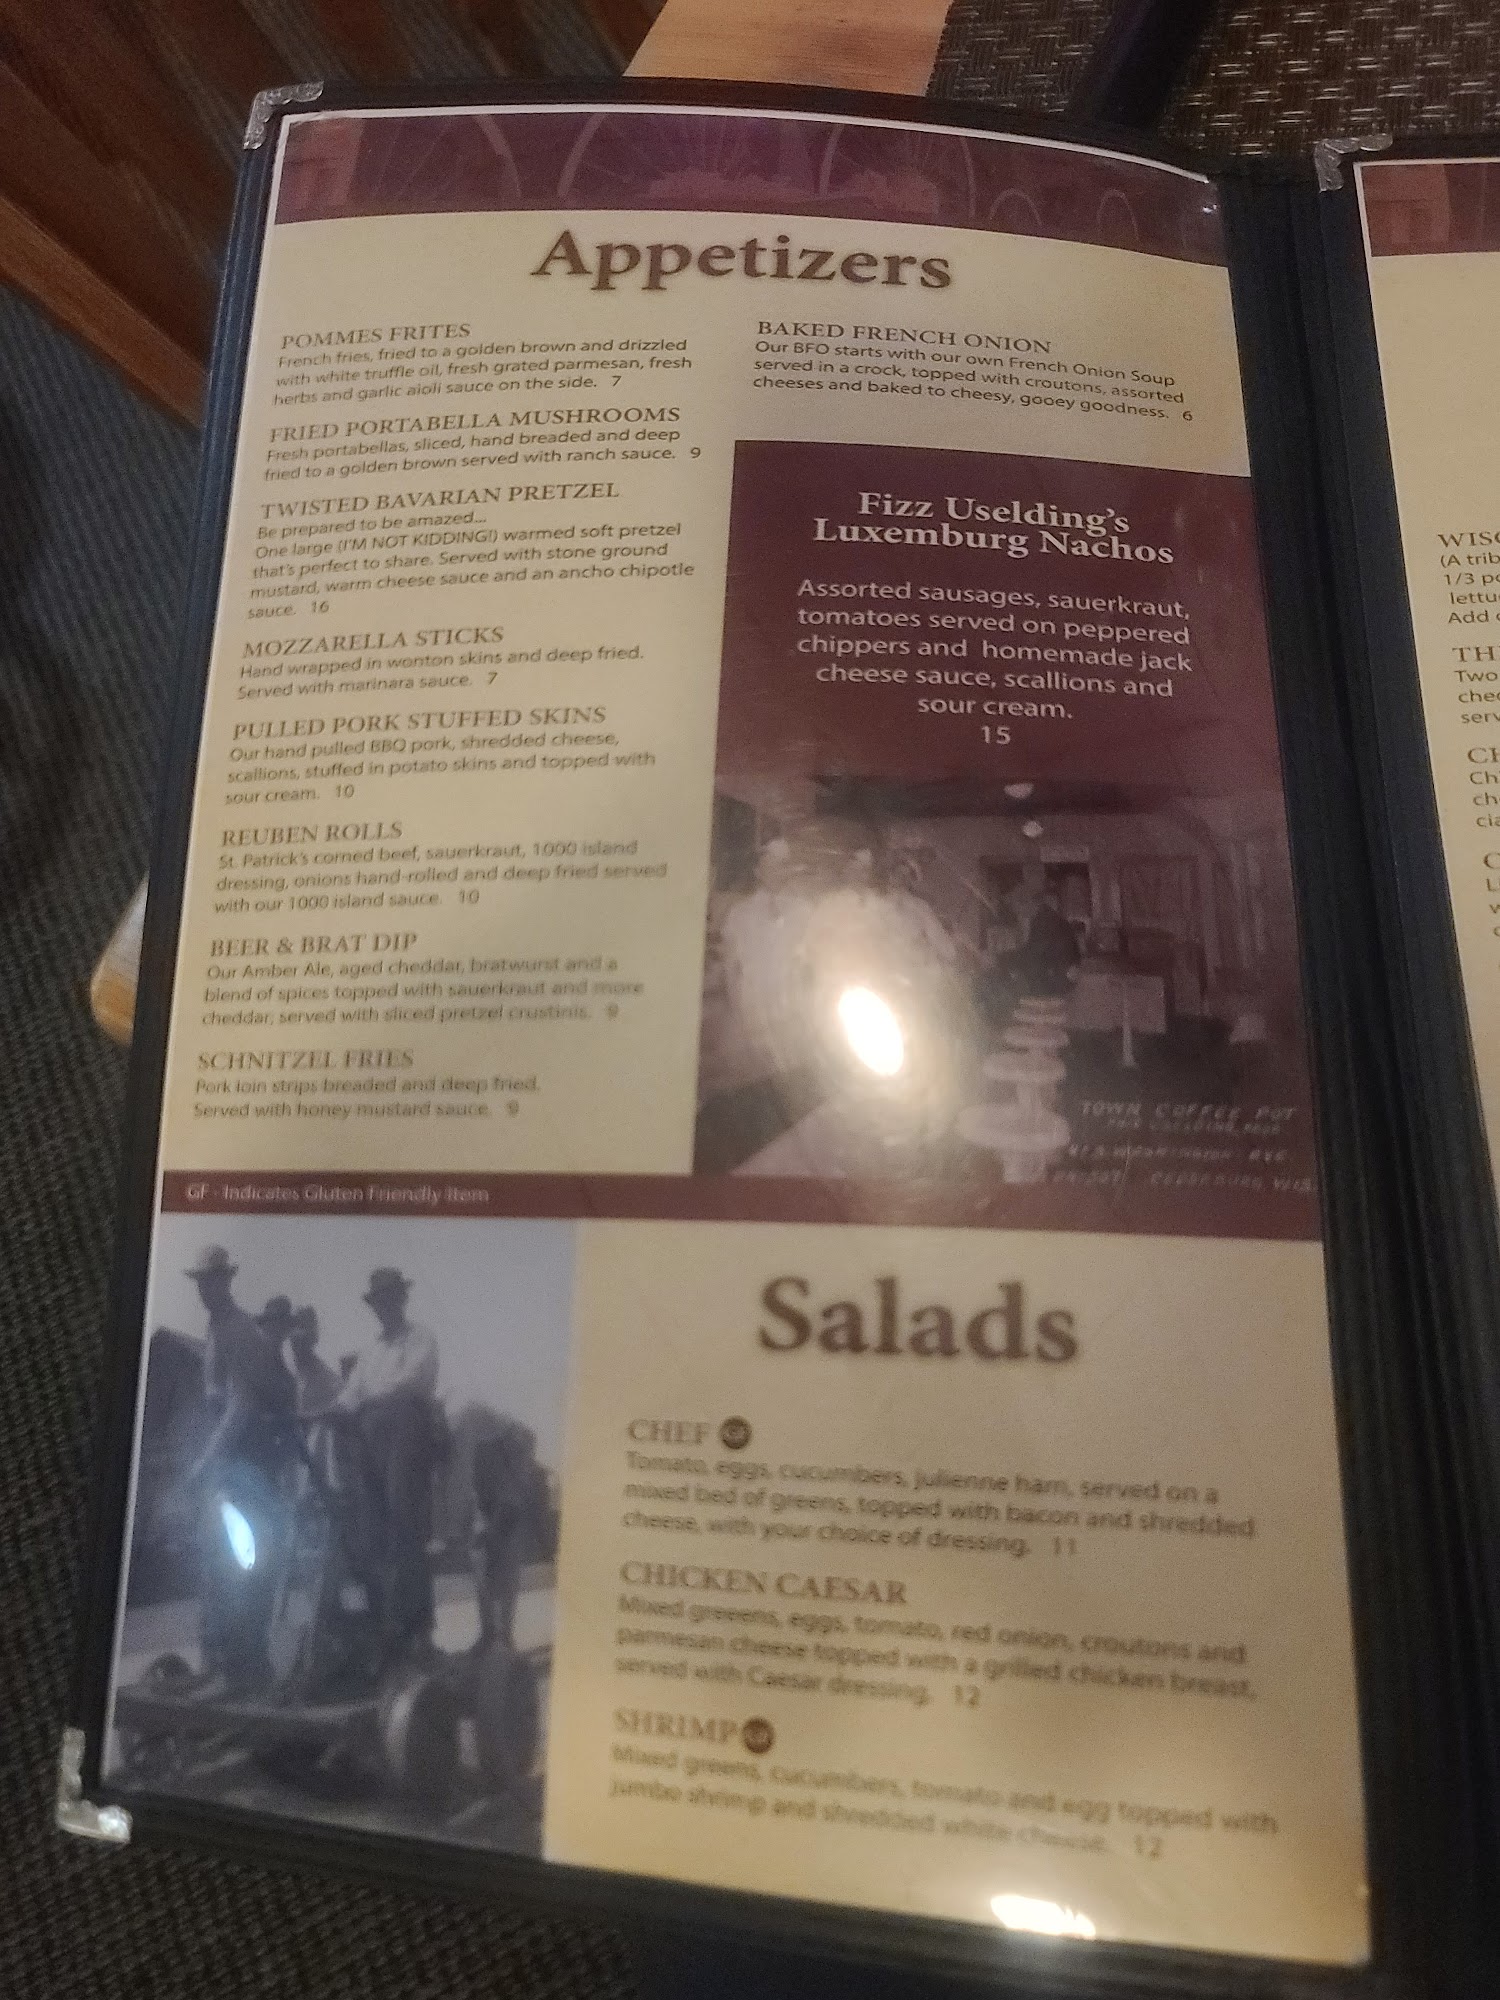 Appetizers
POMMES FRITES
French fries, fried to a golden brown and drizzled
with white truffle oil, fresh grated parmesan, fresh
herbs and garlic aioli sauce on the side. 7
FRIED PORTABELLA MUSHROOMS
Fresh portabellas, sliced, hand breaded and deep
fried to a golden brown served with ranch sauce. 9
TWISTED BAVARIAN PRETZEL
Be prepared to be amazed...
One large (I'M NOT KIDDING!) warmed soft pretzel
that's perfect to share. Served with stone ground
mustard, warm cheese sauce and an ancho chipotle
sauce. 16
MOZZARELLA STICKS
Hand wrapped in wonton skins and deep fried.
Served with marinara sauce. 7
PULLED PORK STUFFED SKINS
Our hand pulled BBQ pork, shredded cheese,
scallions, stuffed in potato skins and topped with
sour cream. 10
REUBEN ROLLS
St. Patrick's corned beef, sauerkraut, 1000 island
dressing, onions hand-rolled and deep fried served
with our 1000 island sauce. 10
BEER & BRAT DIP
Our Amber Ale, aged cheddar, bratwurst and a
blend of spices topped with sauerkraut and more
cheddar, served with sliced pretzel crustinis. 9
SCHNITZEL FRIES
Pork loin strips breaded and deep fried.
Served with honey mustard sauce. 9
BAKED FRENCH ONION
Our BFO starts with our own French Onion Soup
served in a crock, topped with croutons, assorted
cheeses and baked to cheesy, gooey goodness. 6
Fizz Uselding's
Luxemburg Nachos
Assorted sausages, sauerkraut,
tomatoes served on peppered
chippers and homemade jack
cheese sauce, scallions and
sour cream.
15
TOWN COFFEE POT
GF - Indicates Gluten Friendly Item
Salads
CHEF GF
Tomato, eggs, cucumbers, julienne ham, served on a
mixed bed of greens, topped with bacon and shredded
cheese, with your choice of dressing. 11
CHICKEN CAESAR
Mixed greeens, eggs, tomato, red onion, croutons and
parmesan cheese topped with a grilled chicken breast,
served with Caesar dressing. 12
SHRIMP GF
Mixed greens, cucumbers, tomato and egg topped with
jumbo shrimp and shredded white cheese. 12
(A trib
Add
Two